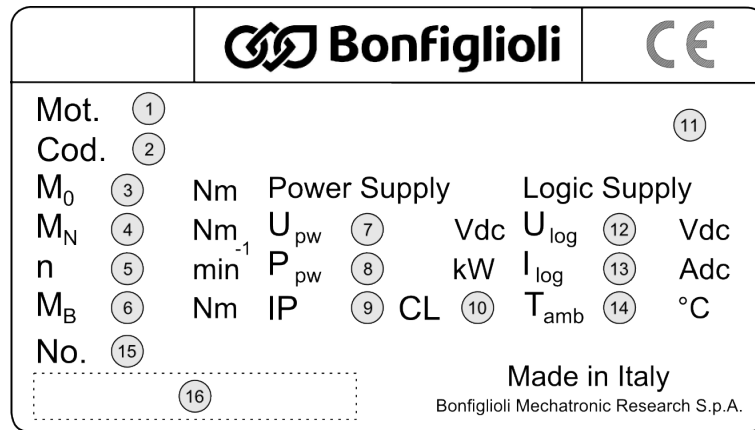 Bonfiglioli CE
Mot. 1
11
Cod. 2
M0 3 Nm Power Supply Logic Supply
MN 4 Nm Upw 7 Vdc Ulog 12 Vdc
n 5 min-1 Ppw 8 kW Ilog 13 Adc
MB 6 Nm IP 9 CL 10 Tamb 14 °C
No. 15
16
Made in Italy
Bonfiglioli Mechatronic Research S.p.A.